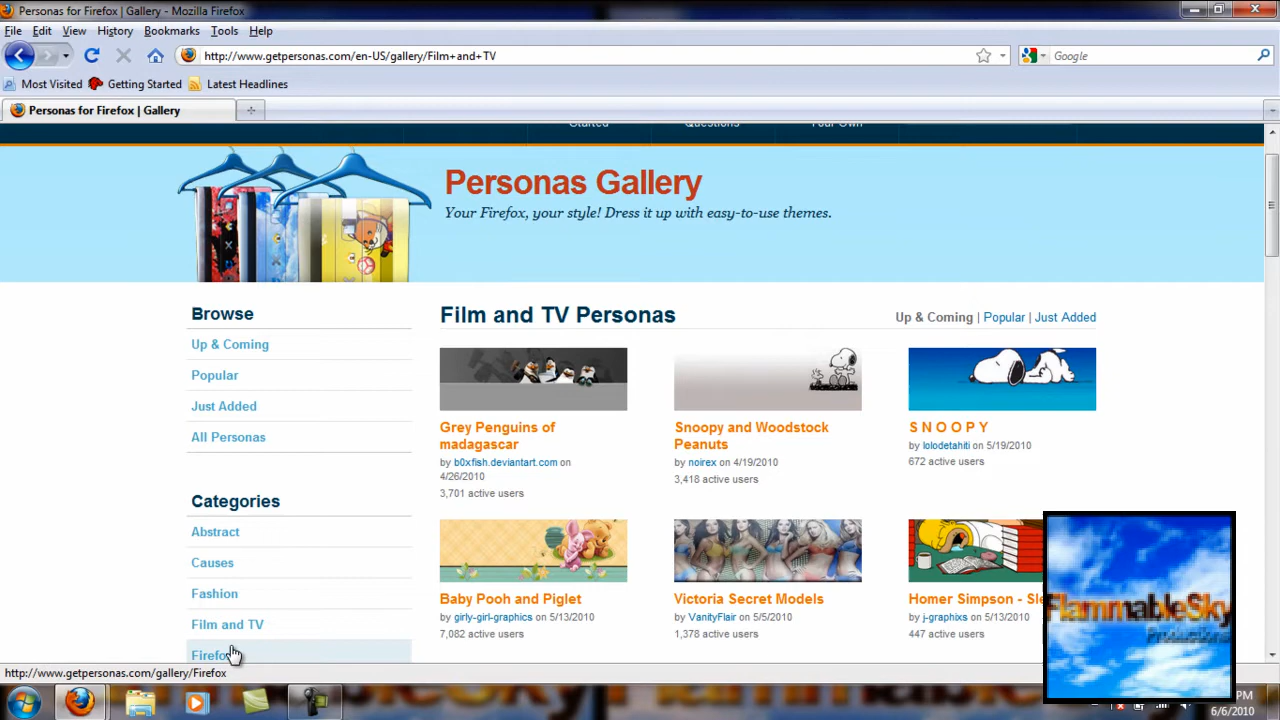 Personas for Firefox | Gallery - Mozilla Firefox
File Edit View History Bookmarks Tools Help
http://www.getpersonas.com/en-US/gallery/Film+and+TV
Google
Most Visited Getting Started Latest Headlines
Personas for Firefox | Gallery
Started Questions Your Own
Personas Gallery
Your Firefox, your style! Dress it up with easy-to-use themes.
Browse
Up & Coming
Popular
Just Added
All Personas
Categories
Abstract
Causes
Fashion
Film and TV
Firefox
Film and TV Personas
Up & Coming | Popular | Just Added
Grey Penguins of
madagascar
by b0xfish.deviantart.com on
4/26/2010
3,701 active users
Snoopy and Woodstock
Peanuts
by noirex on 4/19/2010
3,418 active users
S N O O P Y
by lolodetahiti on 5/19/2010
672 active users
Baby Pooh and Piglet
by girly-girl-graphics on 5/13/2010
7,082 active users
Victoria Secret Models
by VanityFlair on 5/5/2010
1,378 active users
Homer Simpson - Sle
by j-graphixs on 5/13/2010
447 active users
FlammableSky
Productions
http://www.getpersonas.com/gallery/Firefox
PM
6/6/2010